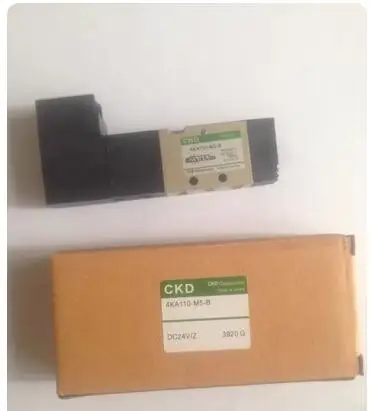 CKD
4KA110-M5-B
CKD CKD Corporation
4KA110-M5-B
DC24V/Z 3920 G